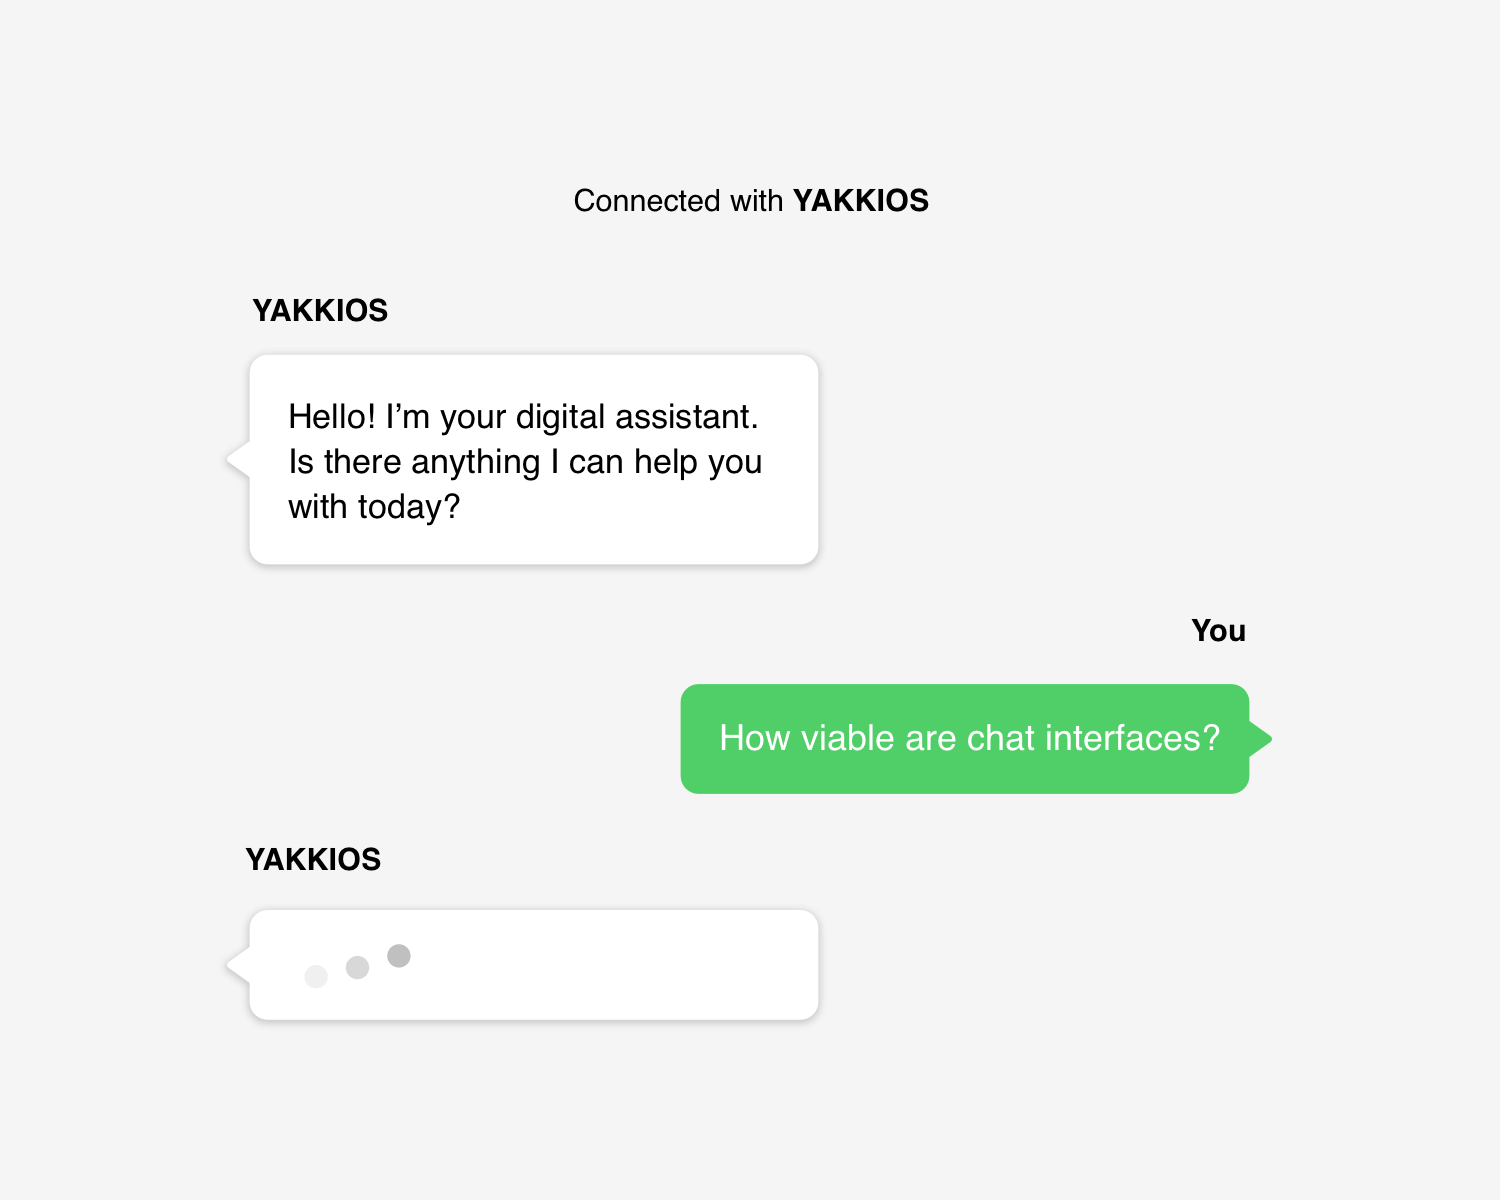 Connected with YAKKIOS
YAKKIOS
Hello! I’m your digital assistant.
Is there anything I can help you
with today?
You
How viable are chat interfaces?
YAKKIOS